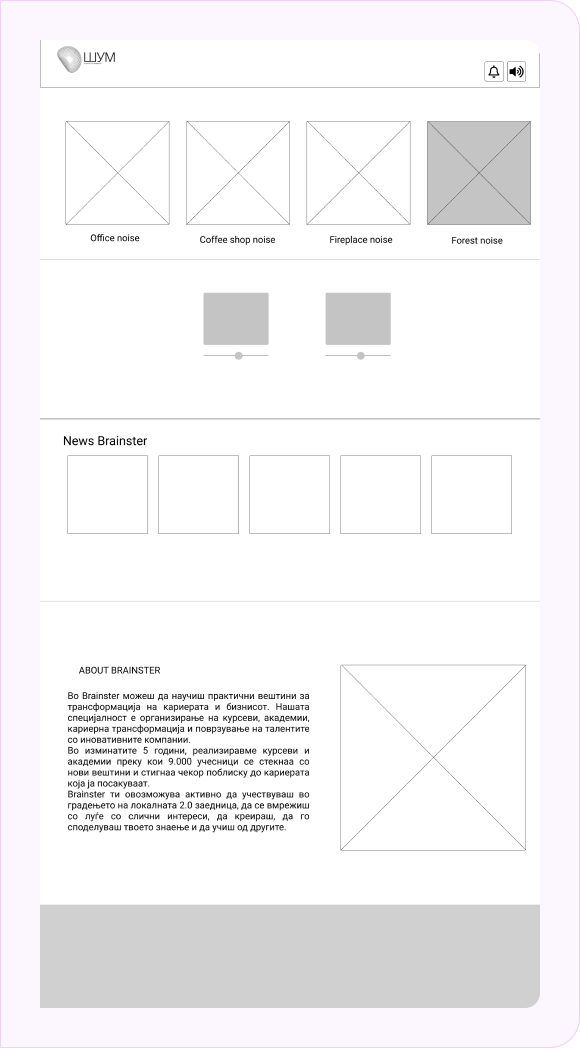 ШУМ
Office noise
Coffee shop noise
Fireplace noise
Forest noise
News Brainster
ABOUT BRAINSTER
Во Brainster можеш да научиш практични вештини за
трансформација на кариерата и бизнисот. Нашата
специјалност е организирање на курсеви, академии,
кариерна трансформација и поврзување на талентите
со иновативните компании.
Во изминатите 5 години, реализиравме курсеви и
академии преку кои 9.000 учесници се стекнаа со
нови вештини и стигнаа чекор поблиску до кариерата
која ја посакуваат.
Brainster ти овозможува активно да учествуваш во
градењето на локалната 2.0 заедница, да се вмрежиш
со луѓе со слични интереси, да креираш, да го
споделуваш твоето знаење и да учиш од другите.